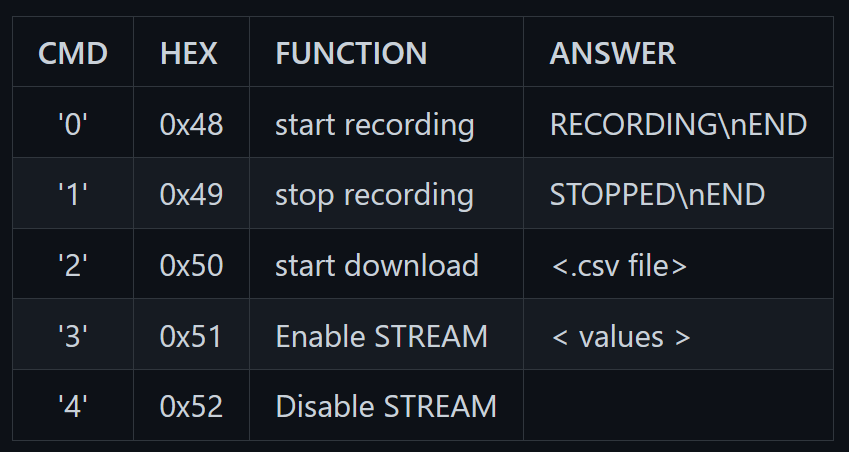 CMD HEX FUNCTION ANSWER
'0' 0x48 start recording RECORDING\nEND
'1' 0x49 stop recording STOPPED\nEND
'2' 0x50 start download <.csv file>
'3' 0x51 Enable STREAM < values >
'4' 0x52 Disable STREAM